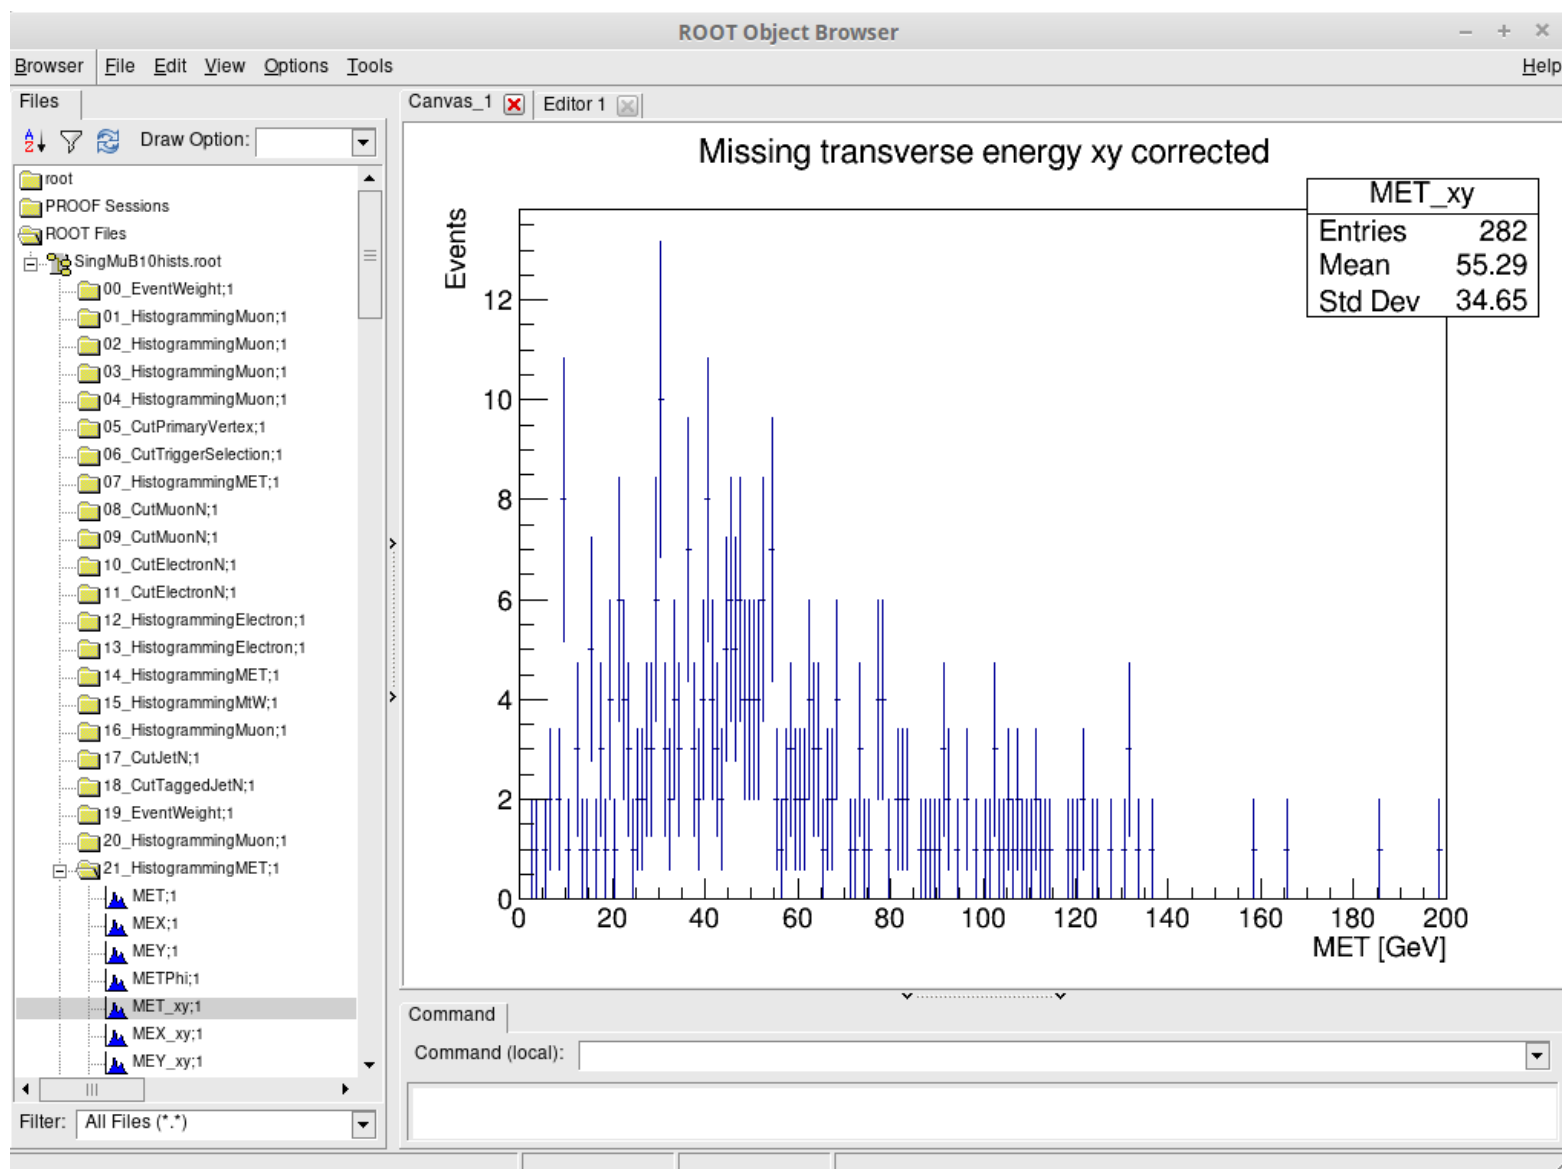 ROOT Object Browser
Browser File Edit View Options Tools Help
Files
Draw Option:
root
PROOF Sessions
ROOT Files
SingMuB10hists.root
00_EventWeight;1
01_HistogrammingMuon;1
02_HistogrammingMuon;1
03_HistogrammingMuon;1
04_HistogrammingMuon;1
05_CutPrimaryVertex;1
06_CutTriggerSelection;1
07_HistogrammingMET;1
08_CutMuonN;1
09_CutMuonN;1
10_CutElectronN;1
11_CutElectronN;1
12_HistogrammingElectron;1
13_HistogrammingElectron;1
14_HistogrammingMET;1
15_HistogrammingMtW;1
16_HistogrammingMuon;1
17_CutJetN;1
18_CutTaggedJetN;1
19_EventWeight;1
20_HistogrammingMuon;1
21_HistogrammingMET;1
MET;1
MEX;1
MEY;1
METPhi;1
MET_xy;1
MEX_xy;1
MEY_xy;1
Filter: All Files (*.*)
Canvas_1 Editor 1
Missing transverse energy xy corrected
MET_xy
Entries 282
Mean 55.29
Std Dev 34.65
Events
12
10
8
6
4
2
0
0 20 40 60 80 100 120 140 160 180 200
MET [GeV]
Command
Command (local):